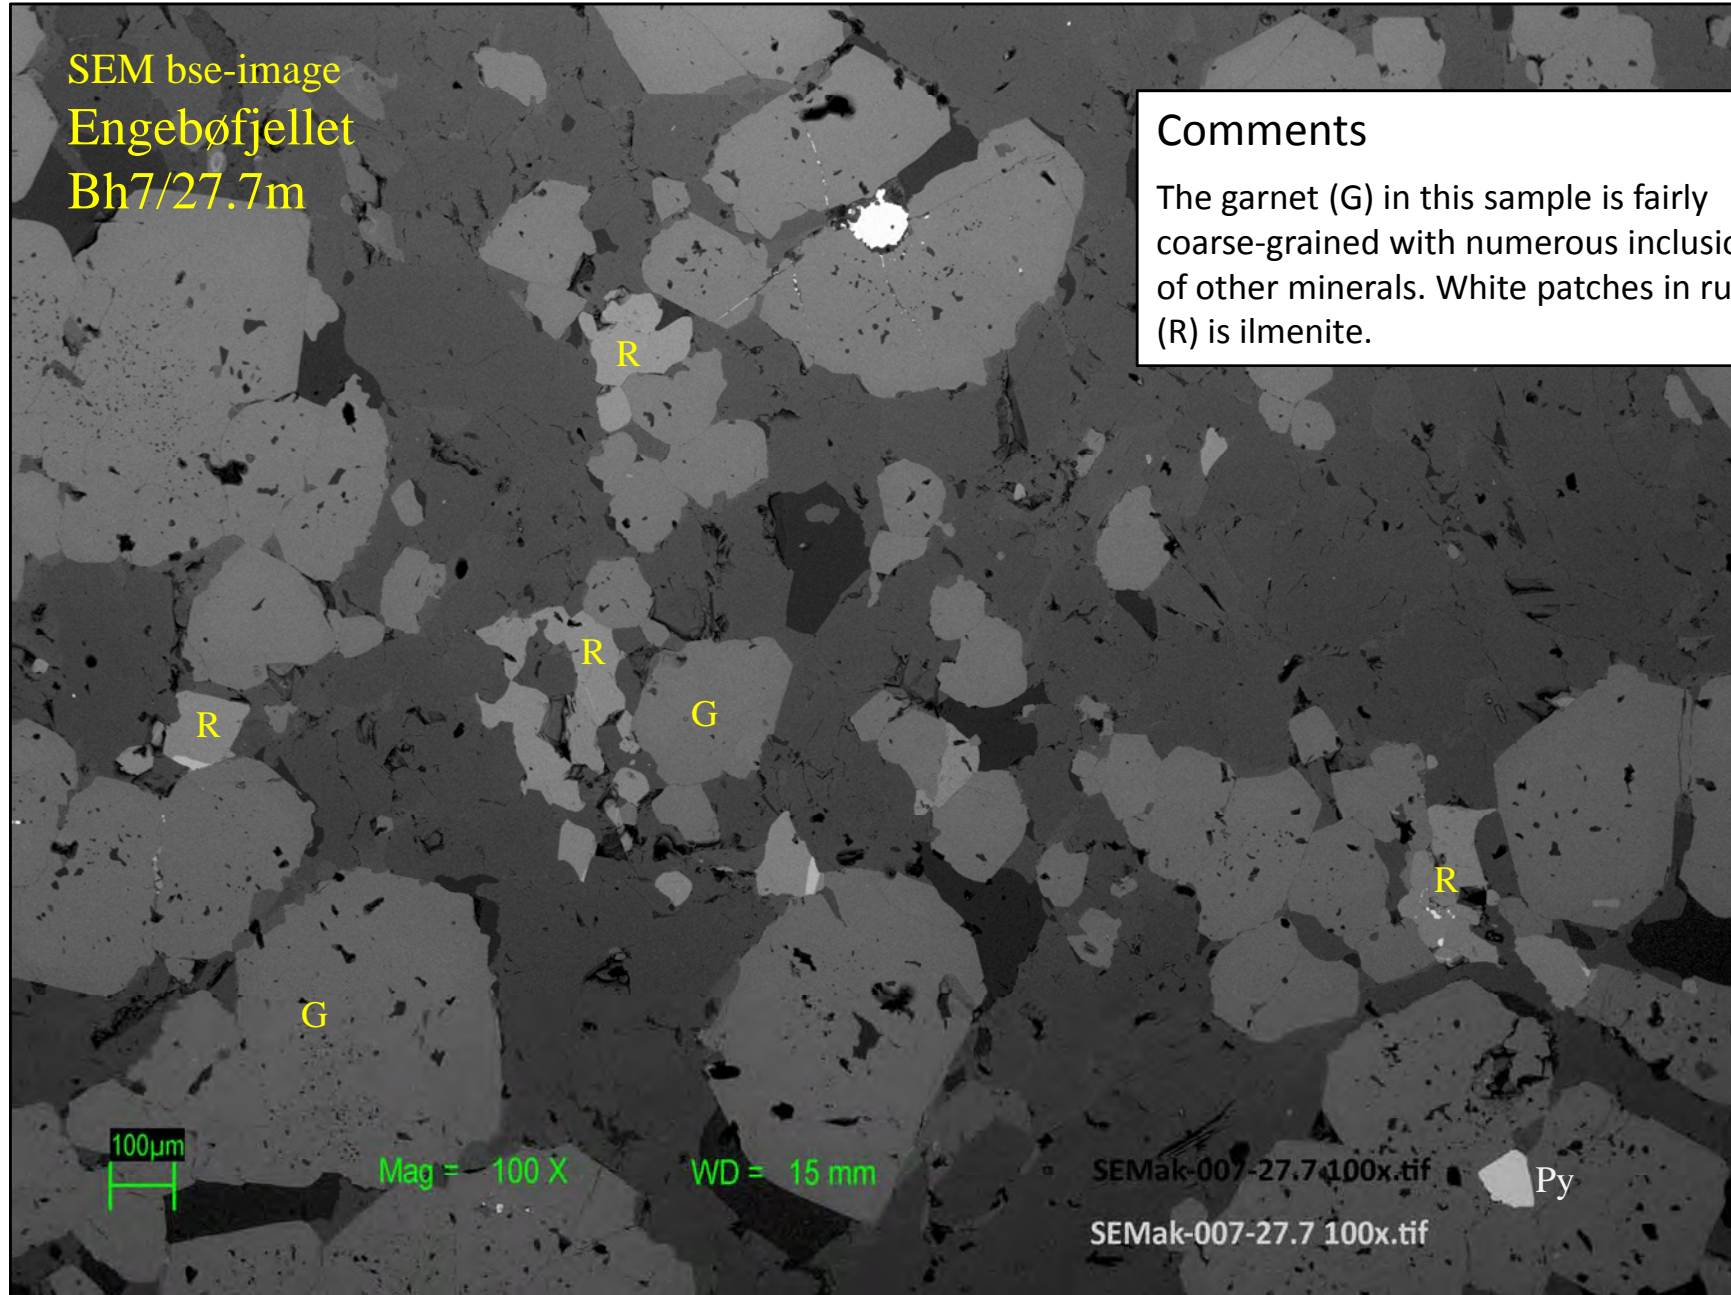 SEM bse-image
Engebøfjellet
Bh7/27.7m
Comments
The garnet (G) in this sample is fairly
coarse-grained with numerous
of other minerals. White patches in
(R) is ilmenite.
R
R
G
R
R
G
100µm
Mag = 100 X WD = 15 mm
SEMak-007-27.7 100x.tif
Py
SEMak-007-27.7 100x.tif